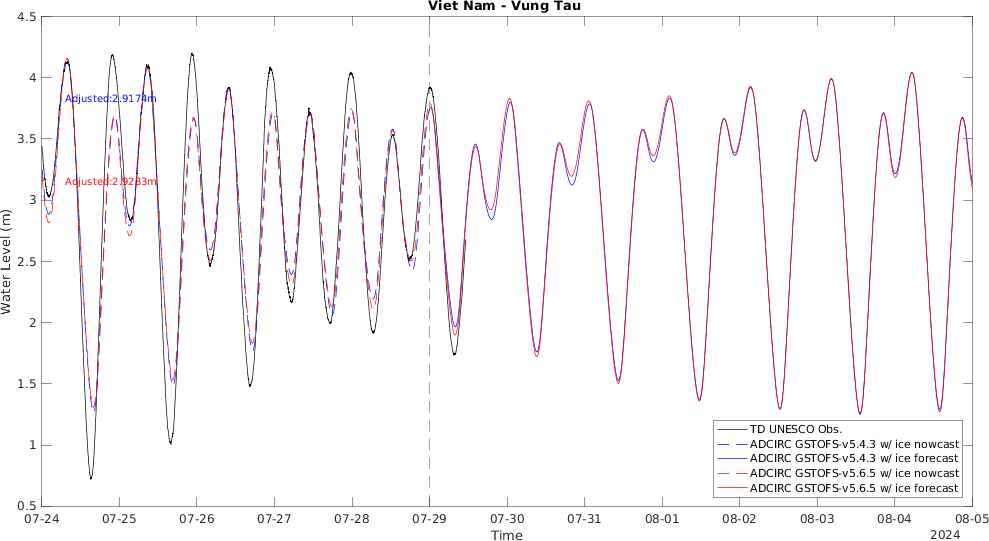 Viet Nam - Vung Tau
4.5
4
3.5
3
2.5
2
1.5
1
0.5
Water Level (m)
Adjusted:2.9174m
Adjusted:2.9283m
TD UNESCO Obs.
ADCIRC GSTOFS-v5.4.3 w/ ice nowcast
ADCIRC GSTOFS-v5.4.3 w/ ice forecast
ADCIRC GSTOFS-v5.6.5 w/ ice nowcast
ADCIRC GSTOFS-v5.6.5 w/ ice forecast
07-24 07-25 07-26 07-27 07-28 07-29 07-30 07-31 08-01 08-02 08-03 08-04 08-05
Time
2024